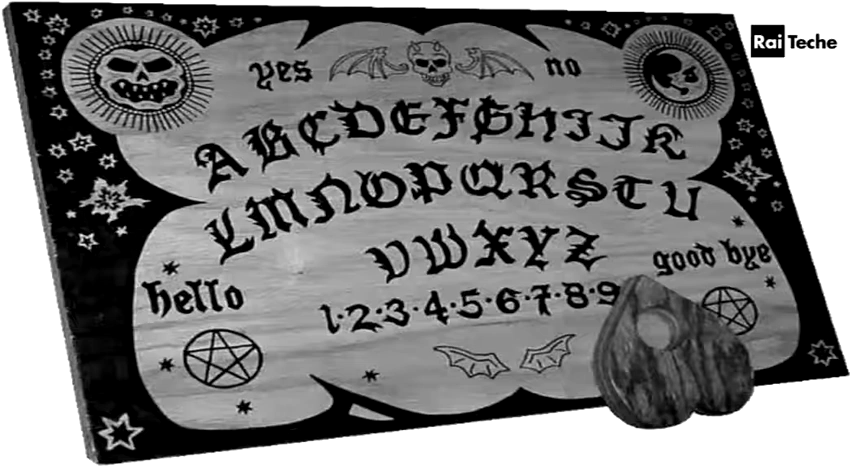 Rai Teche
yes no
ABCDEFGHIJK
LMNOPQRSTU
VWXYZ
hello good bye
1·2·3·4·5·6·7·8·9